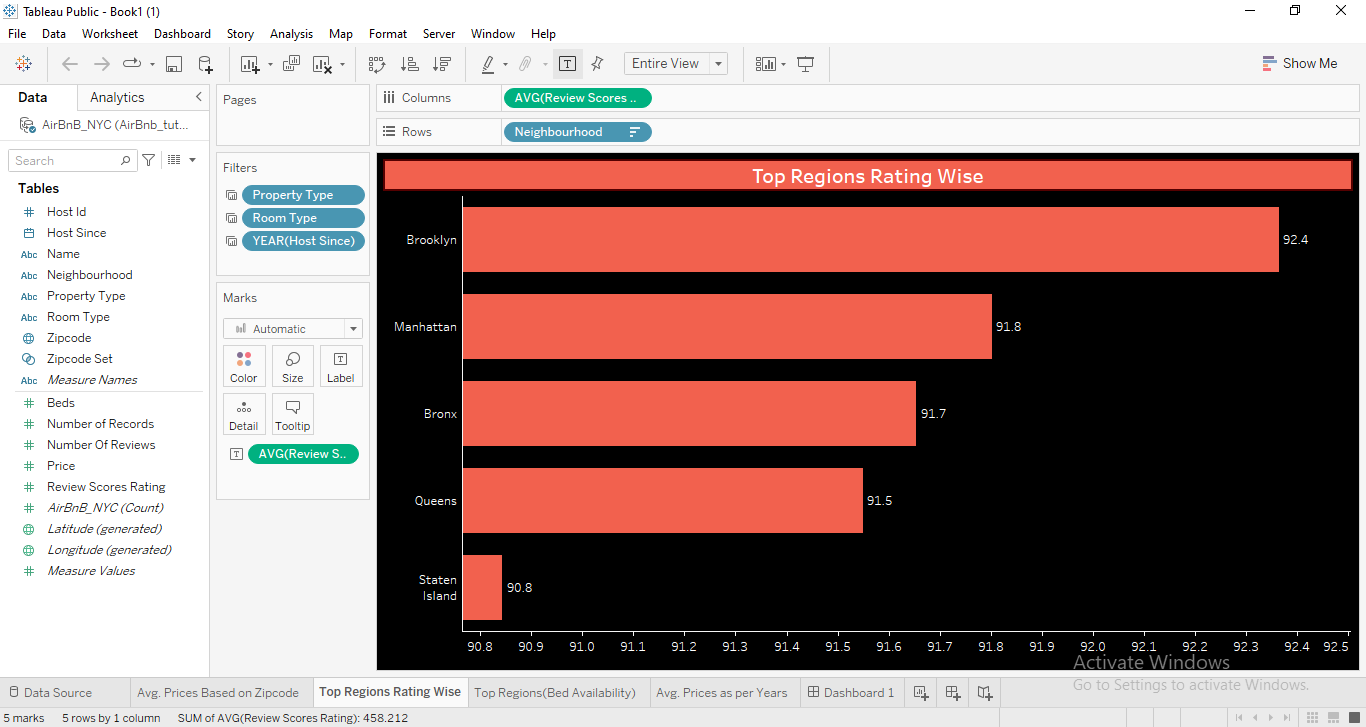 Tableau Public - Book1 (1)
File Data Worksheet Dashboard Story Analysis Map Format Server Window Help
Entire View
Show Me
Data Analytics
AirBnB_NYC (AirBnb_tut...
Search
Tables
Host Id
Host Since
Abc Name
Abc Neighbourhood
Abc Property Type
Abc Room Type
Zipcode
Zipcode Set
Abc Measure Names
Beds
Number of Records
Number Of Reviews
Price
Review Scores Rating
AirBnB_NYC (Count)
Latitude (generated)
Longitude (generated)
Measure Values
Pages
Filters
Property Type
Room Type
YEAR(Host Since)
Marks
Automatic
Color Size Label
Detail Tooltip
AVG(Review S..
Columns AVG(Review Scores ..
Rows Neighbourhood
Top Regions Rating Wise
Brooklyn 92.4
Manhattan 91.8
Bronx 91.7
Queens 91.5
Staten
Island 90.8
90.8 90.9 91.0 91.1 91.2 91.3 91.4 91.5 91.6 91.7 91.8 91.9 92.0 92.1 92.2 92.3 92.4 92.5
Activate Windows
Go to Settings to activate Windows.
Data Source Avg. Prices Based on Zipcode Top Regions Rating Wise Top Regions(Bed Availability) Avg. Prices as per Years Dashboard 1
5 marks 5 rows by 1 column SUM of AVG(Review Scores Rating): 458.212